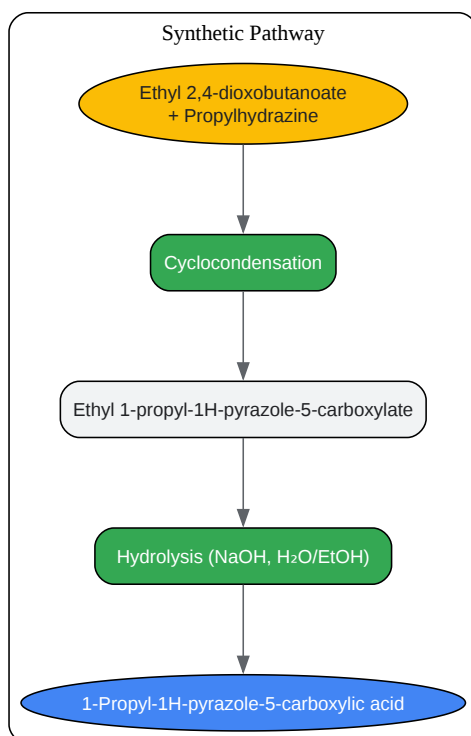 Synthetic Pathway
Ethyl 2,4-dioxobutanoate
+ Propylhydrazine
Cyclocondensation
Ethyl 1-propyl-1H-pyrazole-5-carboxylate
Hydrolysis (NaOH, H₂O/EtOH)
1-Propyl-1H-pyrazole-5-carboxylic acid